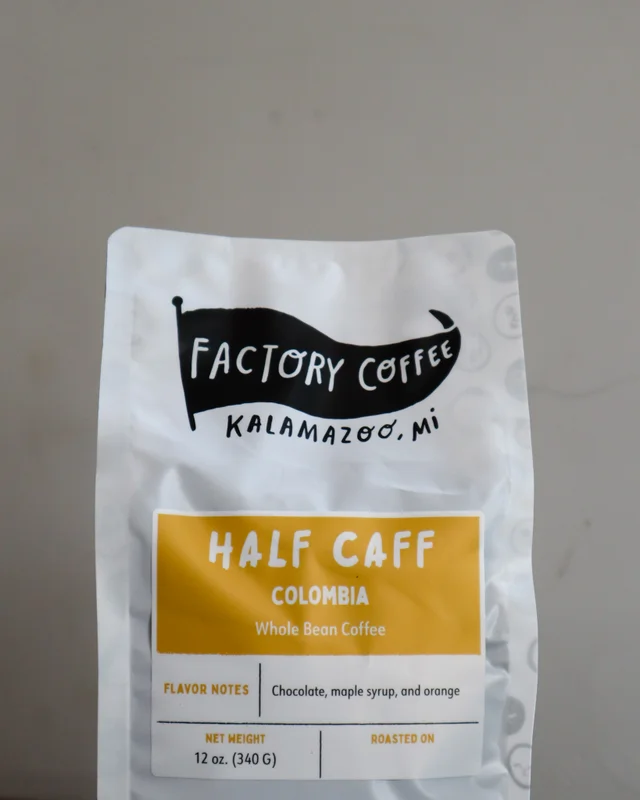 FACTORY COFFEE
KALAMAZOO, Mi
HALF CAFF
COLOMBIA
Whole Bean Coffee
FLAVOR NOTES
Chocolate, maple syrup, and orange
NET WEIGHT
12 oz. (340 G)
ROASTED ON